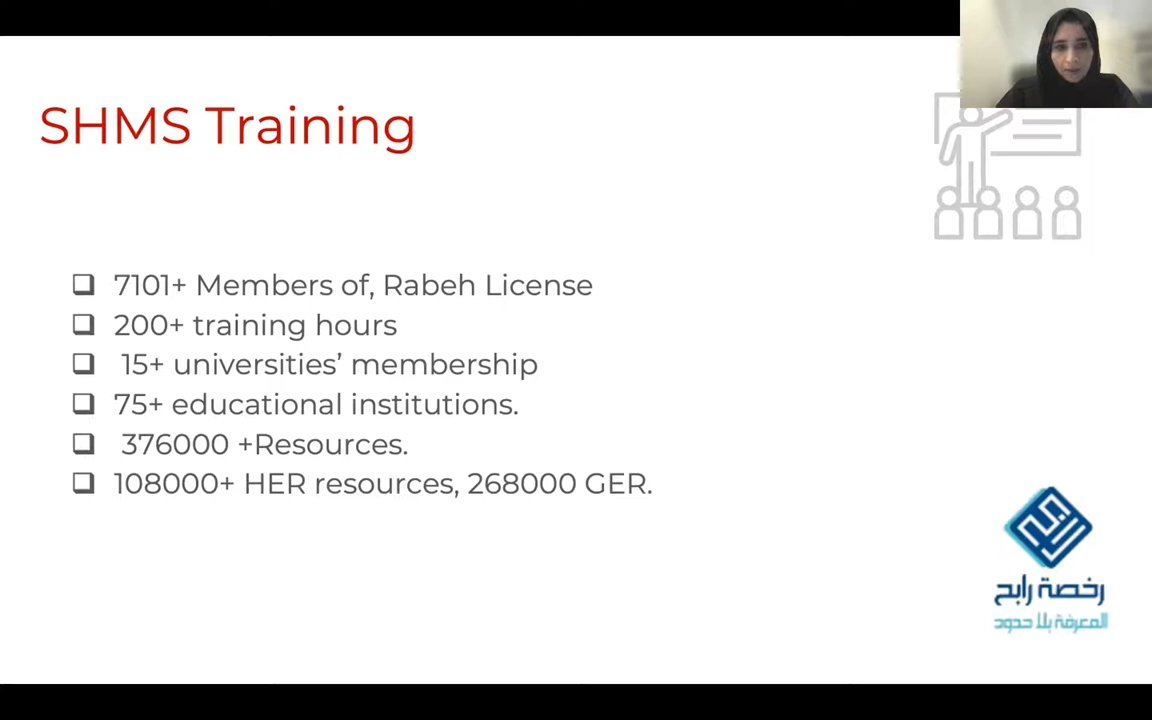 SHMS Training
7101+ Members of, Rabeh License
200+ training hours
15+ universities’ membership
75+ educational institutions.
376000 +Resources.
108000+ HER resources, 268000 GER.
رخصة رابح
المعرفة بلا حدود